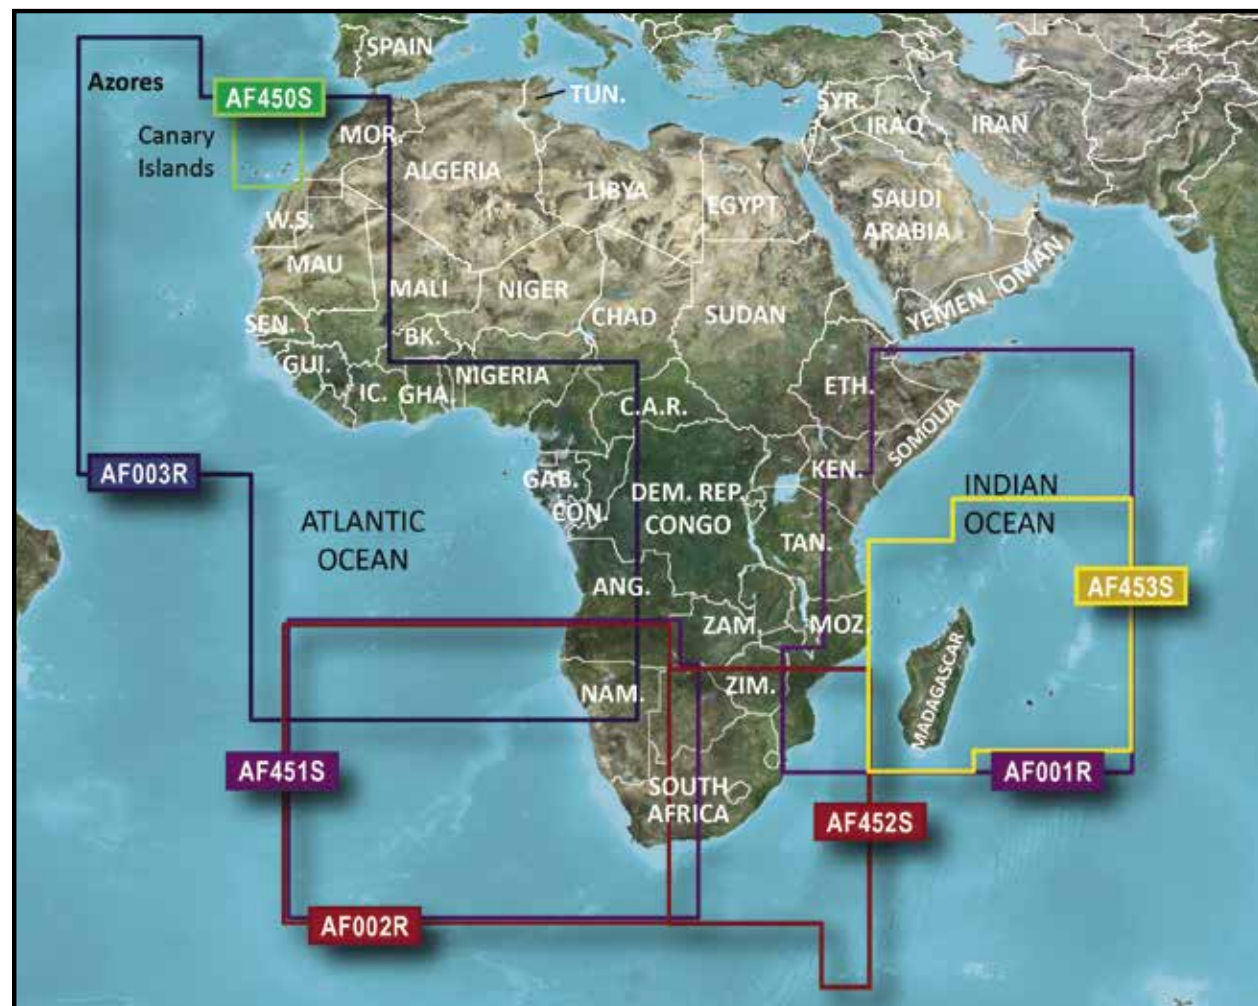 SPAIN
Azores
AF450S
TUN.
SYR.
IRAQ
IRAN
Canary
Islands
MOR.
ALGERIA
LIBYA
EGYPT
SAUDI
ARABIA
W.S.
MAU
MALI
NIGER
CHAD
SUDAN
YEMEN
OMAN
SEN.
BK.
GUI.
IC.
GHA.
NIGERIA
ETH.
C.A.R.
SOMOLIA
AF003R
GAB.
CON.
DEM. REP.
CONGO
KEN.
INDIAN
OCEAN
ATLANTIC
OCEAN
TAN.
ANG.
AF453S
ZAM.
MOZ.
MADAGASCAR
NAM.
ZIM.
AF451S
SOUTH
AFRICA
AF001R
AF452S
AF002R